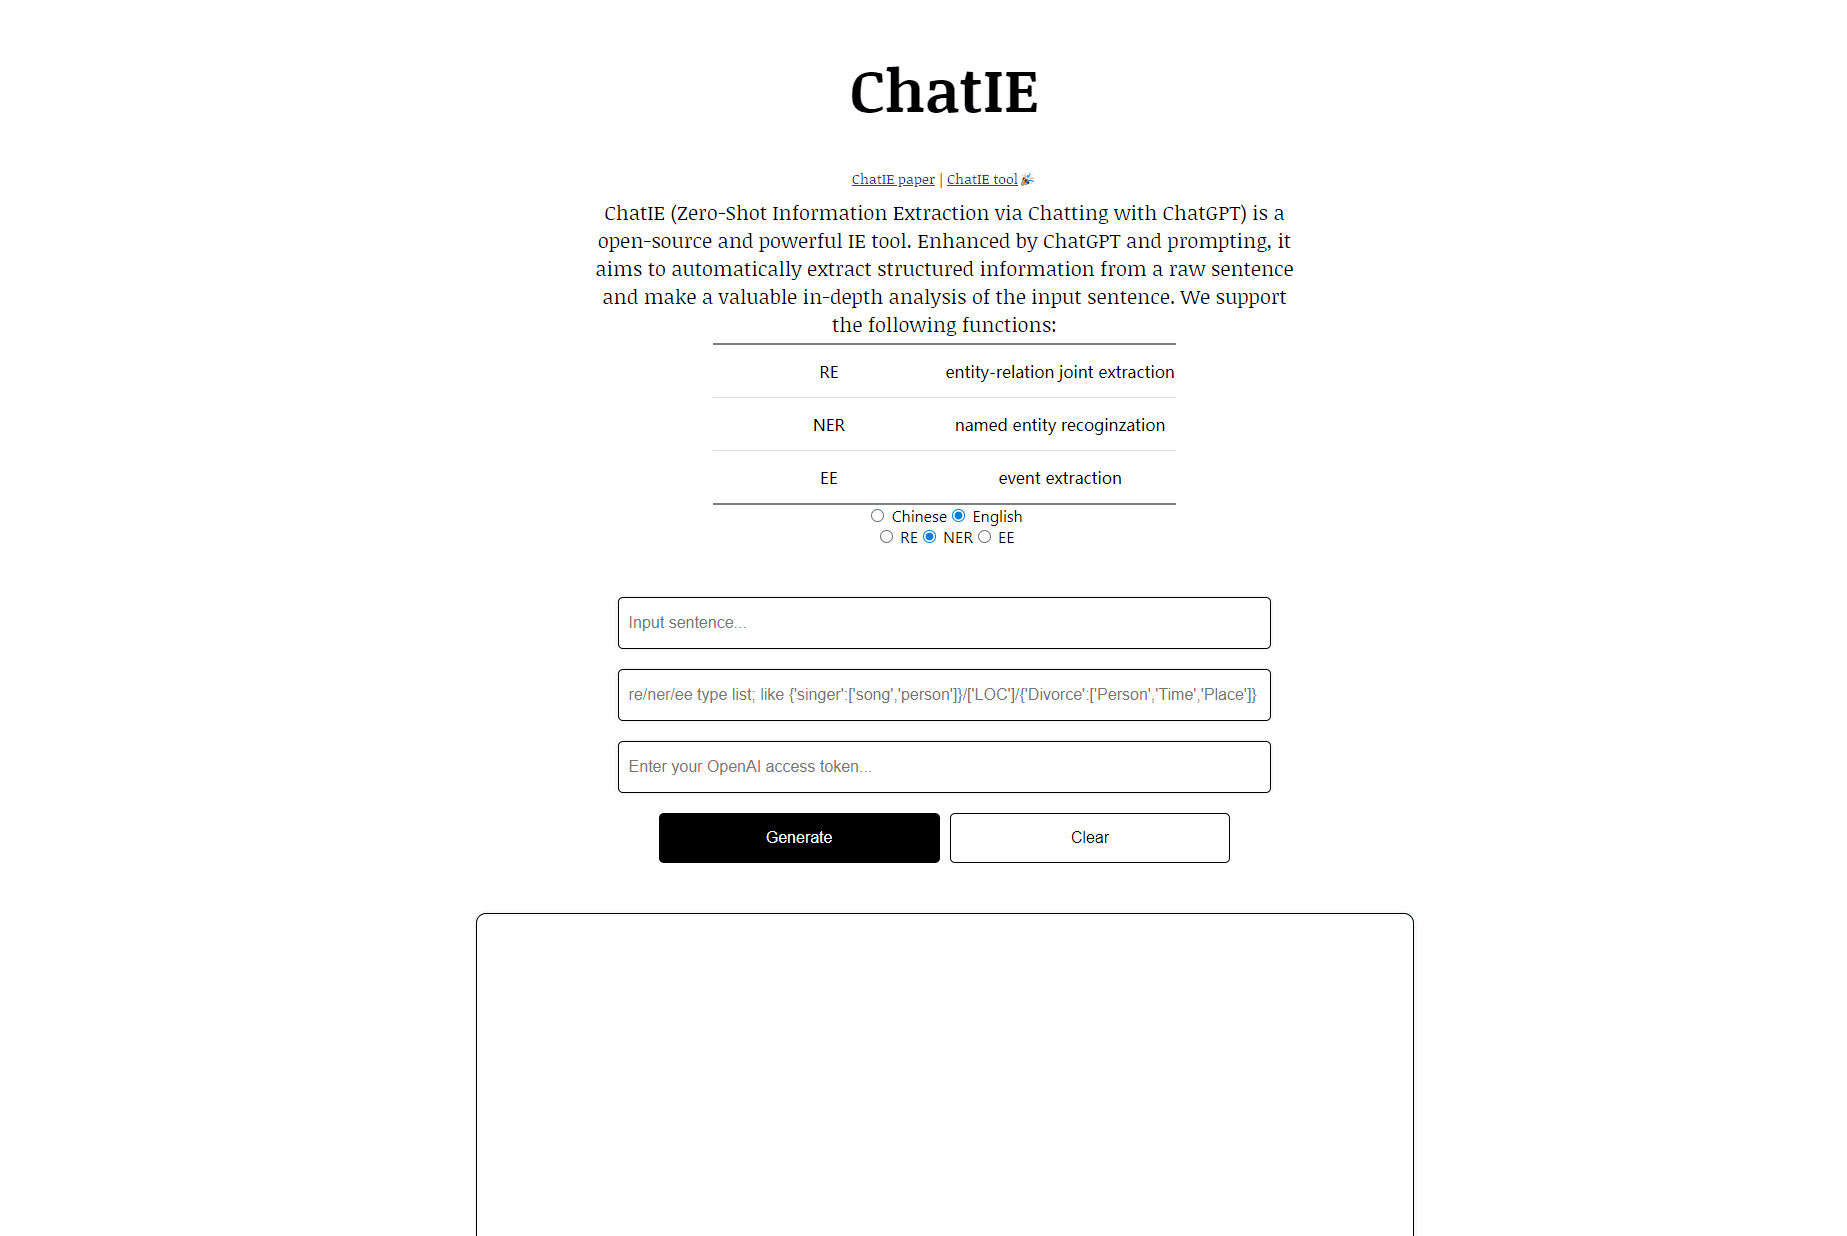 ChatIE
ChatIE paper | ChatIE tool 🎉
ChatIE (Zero-Shot Information Extraction via Chatting with ChatGPT) is a
open-source and powerful IE tool. Enhanced by ChatGPT and prompting, it
aims to automatically extract structured information from a raw sentence
and make a valuable in-depth analysis of the input sentence. We support
the following functions:
RE entity-relation joint extraction
NER named entity recoginzation
EE event extraction
Chinese English
RE NER EE
Input sentence...
re/ner/ee type list; like {'singer':['song','person']}/['LOC']/{'Divorce':['Person','Time','Place']}
Enter your OpenAI access token...
Generate Clear